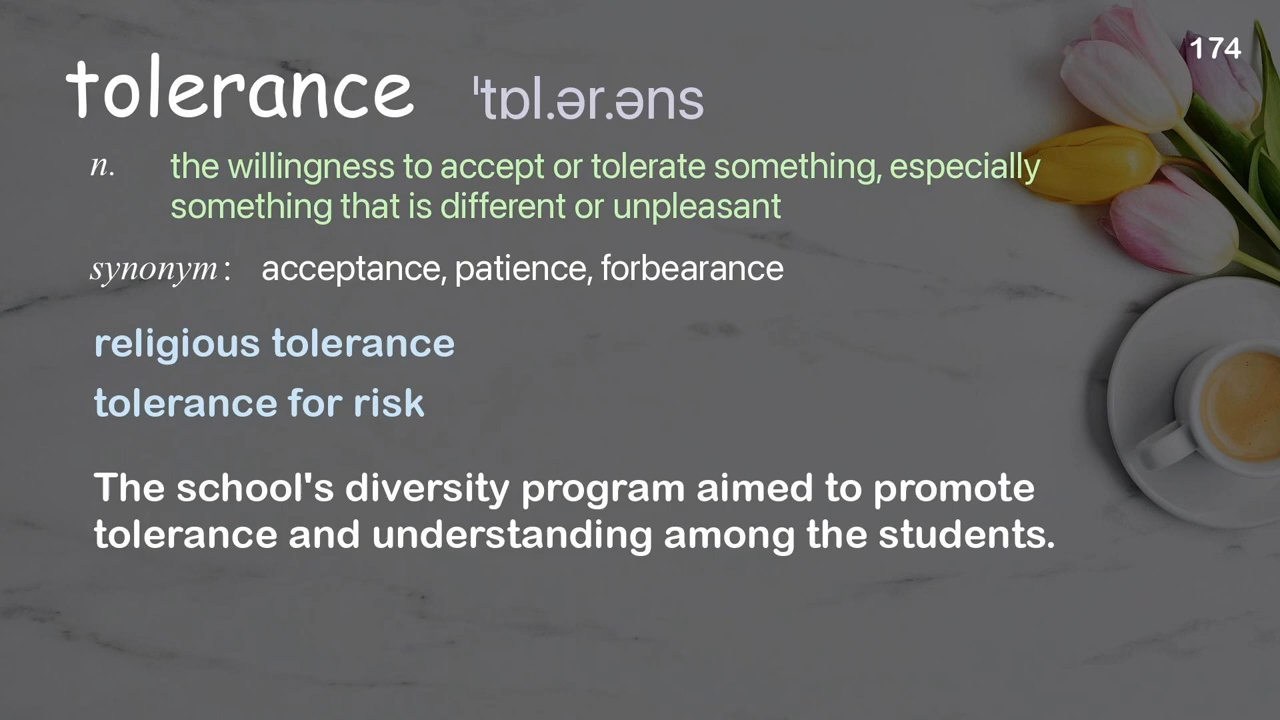 174
tolerance ˈtɒl.ər.əns
n. the willingness to accept or tolerate something, especially
something that is different or unpleasant
synonym: acceptance, patience, forbearance
religious tolerance
tolerance for risk
The school's diversity program aimed to promote
tolerance and understanding among the students.